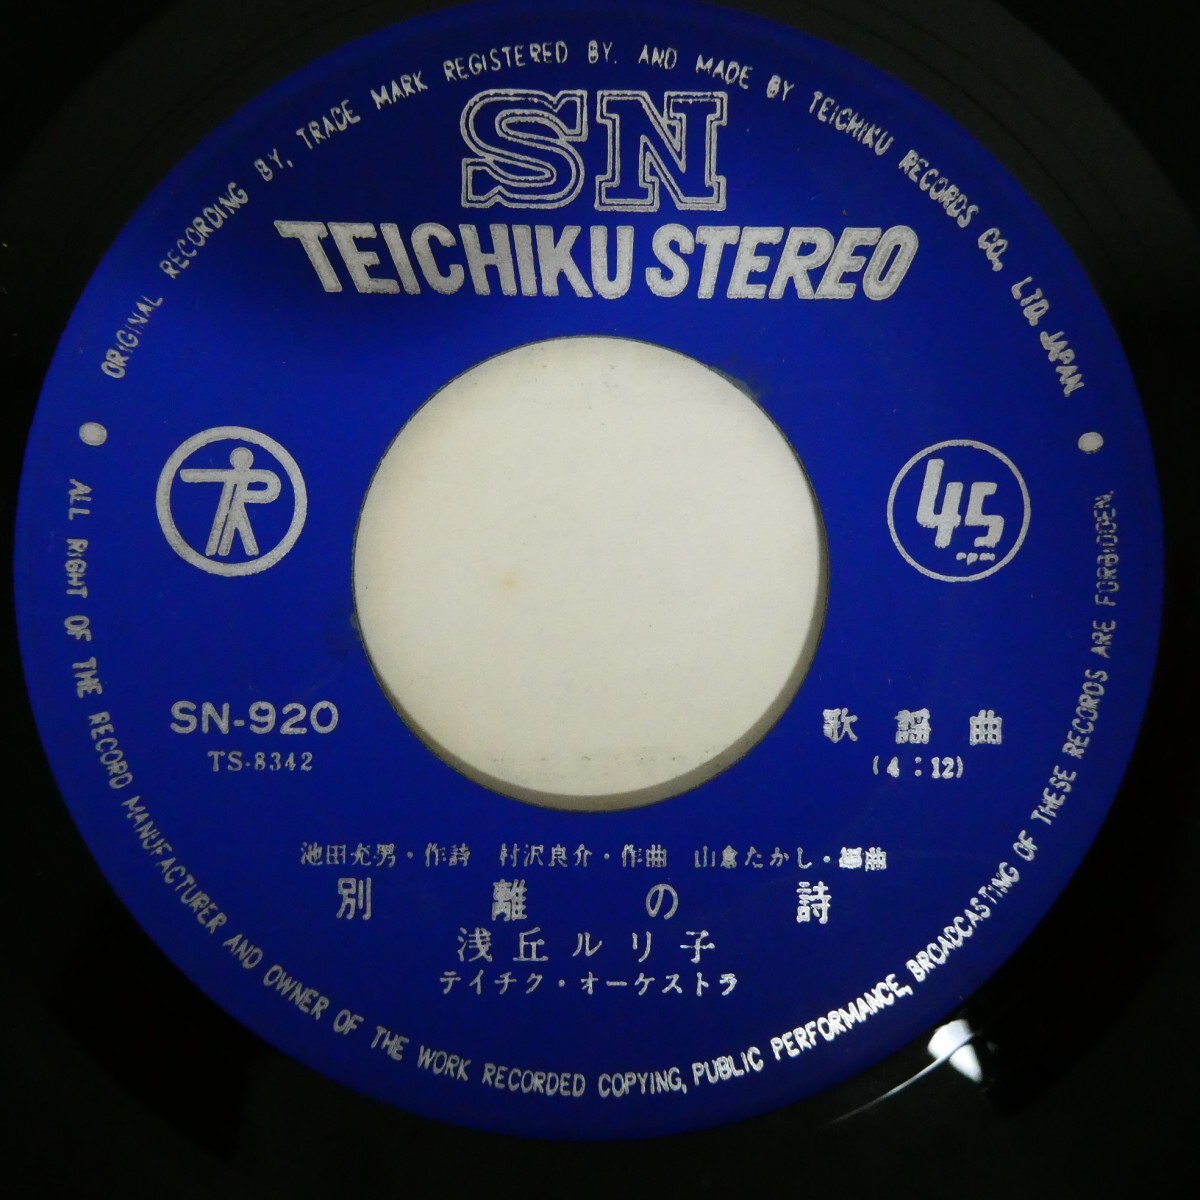 ORIGINAL RECORDING BY, TRADE MARK REGISTERED BY. AND MADE BY TEICHIKU RECORDS CO., LTD. JAPAN
SN
TEICHIKU STEREO
45
rpm
SN-920
TS-8342
歌謡曲
(4:12)
池田充男・作詩 村沢良介・作曲 山倉たかし・編曲
別離の詩
浅丘ルリ子
テイチク・オーケストラ
ALL RIGHT OF THE RECORD MANUFACTURER AND OWNER OF THE WORK RECORDED COPYING, PUBLIC PERFORMANCE, BROADCASTING OF THESE RECORDS ARE FORBIDDEN.